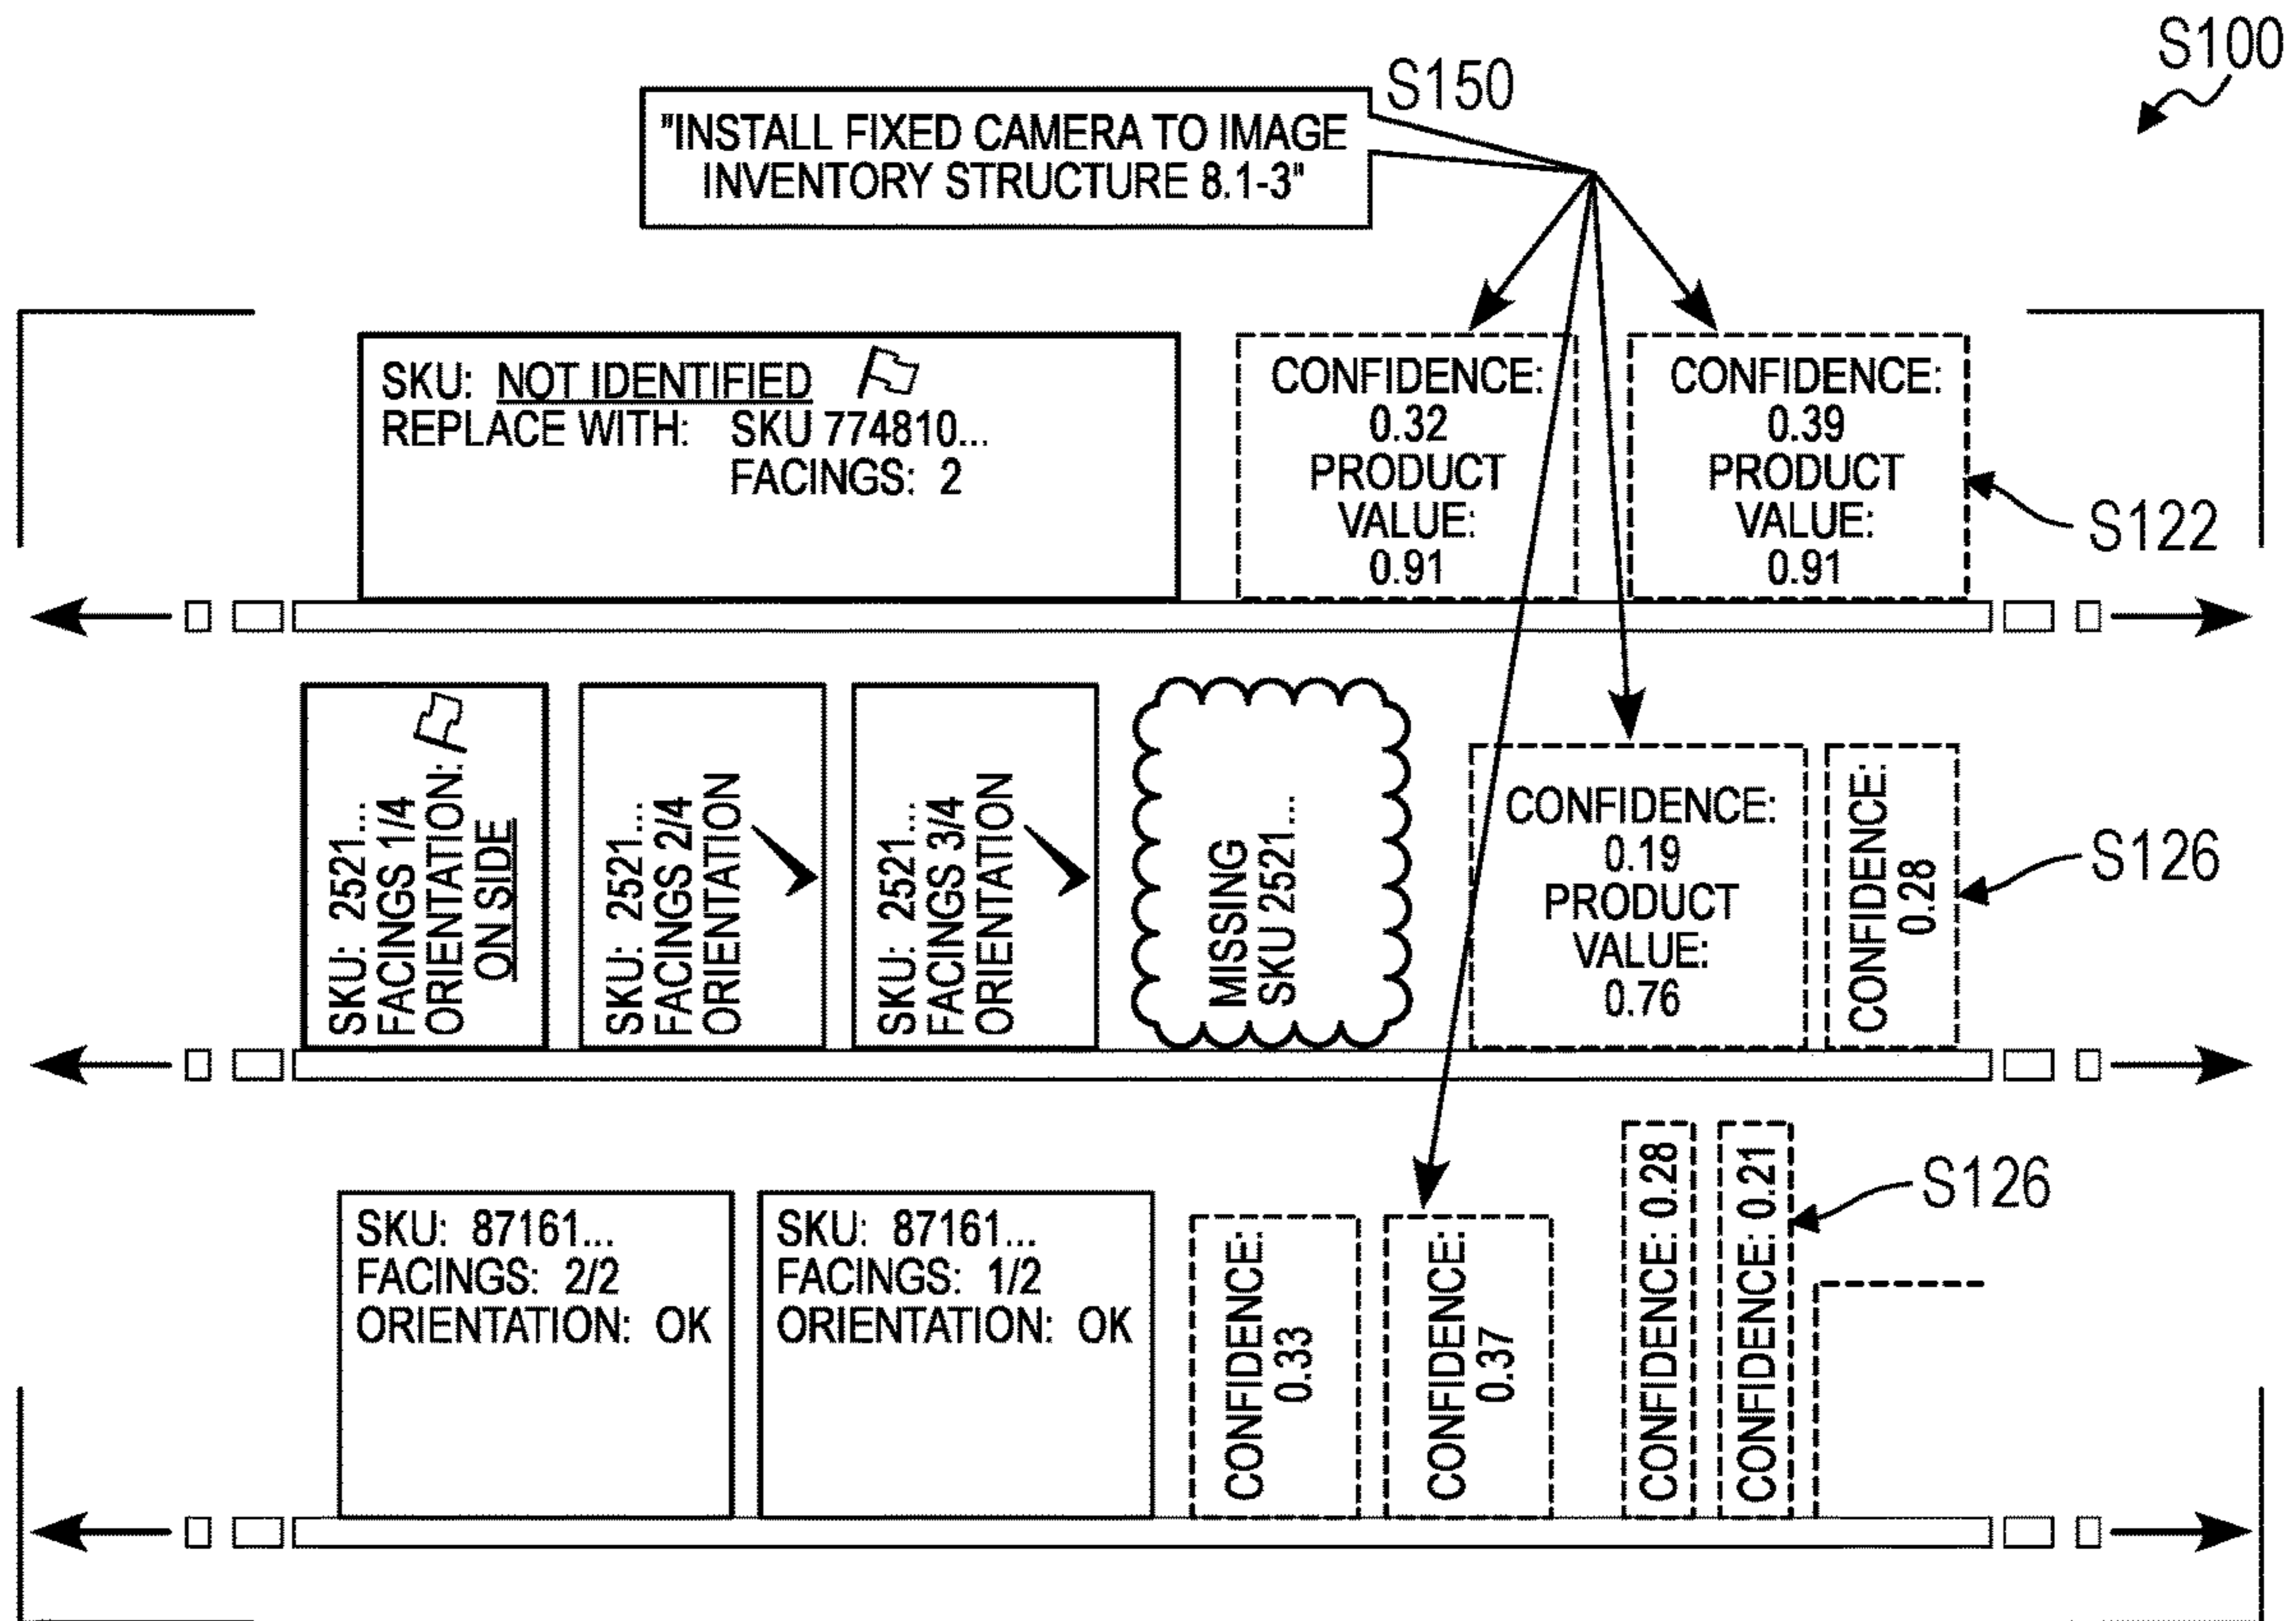 S100
S150
"INSTALL FIXED CAMERA TO IMAGE
INVENTORY STRUCTURE 8.1-3"
SKU: NOT IDENTIFIED
REPLACE WITH: SKU 774810...
FACINGS: 2
CONFIDENCE:
0.32
PRODUCT
VALUE:
0.91
CONFIDENCE:
0.39
PRODUCT
VALUE:
0.91
S122
SKU: 2521...
FACINGS 1/4
ORIENTATION:
ON SIDE
SKU: 2521...
FACINGS 2/4
ORIENTATION
SKU: 2521...
FACINGS 3/4
ORIENTATION
MISSING
SKU 2521...
CONFIDENCE:
0.19
PRODUCT
VALUE:
0.76
CONFIDENCE:
0.28
S126
SKU: 87161...
FACINGS: 2/2
ORIENTATION: OK
SKU: 87161...
FACINGS: 1/2
ORIENTATION: OK
CONFIDENCE:
0.33
CONFIDENCE:
0.37
CONFIDENCE: 0.28
CONFIDENCE: 0.21
S126